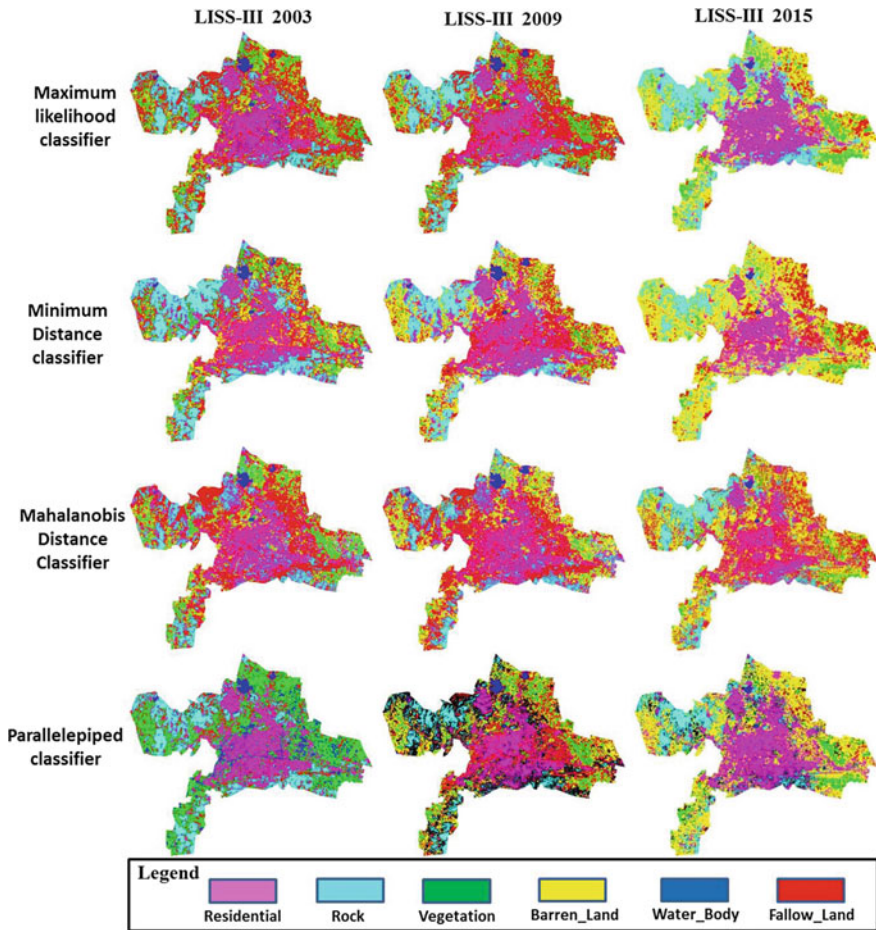 LISS-III 2003
LISS-III 2009
LISS-III 2015
Maximum
likelihood
classifier
Minimum
Distance
classifier
Mahalanobis
Distance
Classifier
Parallelepiped
classifier
Legend
Residential
Rock
Vegetation
Barren_Land
Water_Body
Fallow_Land